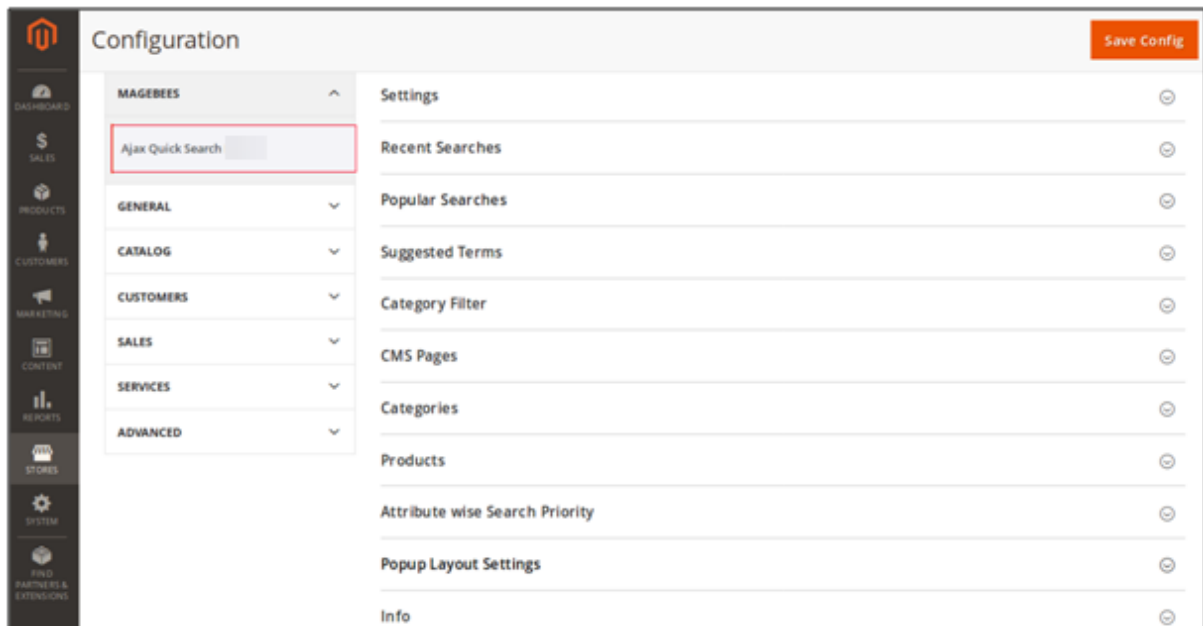 Configuration
Save Config
DASHBOARD
SALES
PRODUCTS
CUSTOMERS
MARKETING
CONTENT
REPORTS
STORES
SYSTEM
FIND
PARTNERS &
EXTENSIONS
MAGEBEES
Ajax Quick Search
GENERAL
CATALOG
CUSTOMERS
SALES
SERVICES
ADVANCED
Settings
Recent Searches
Popular Searches
Suggested Terms
Category Filter
CMS Pages
Categories
Products
Attribute wise Search Priority
Popup Layout Settings
Info